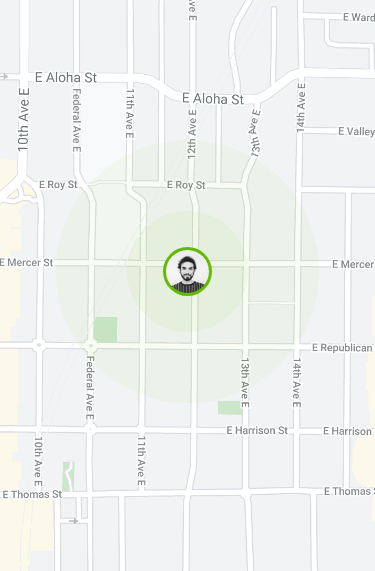 ve E
E Ward
E Aloha St
E Aloha St
10th Ave E
Federal Ave E
11th Ave E
12th Ave E
13th Ave E
14th Ave E
E Valley
E Roy St
E Roy St
E Mercer St
E Mercer
E Republican
Federal Ave E
13th Ave E
14th Ave E
E Harrison St
E Harrison
10th Ave E
11th Ave E
E Thomas St
E Thomas S